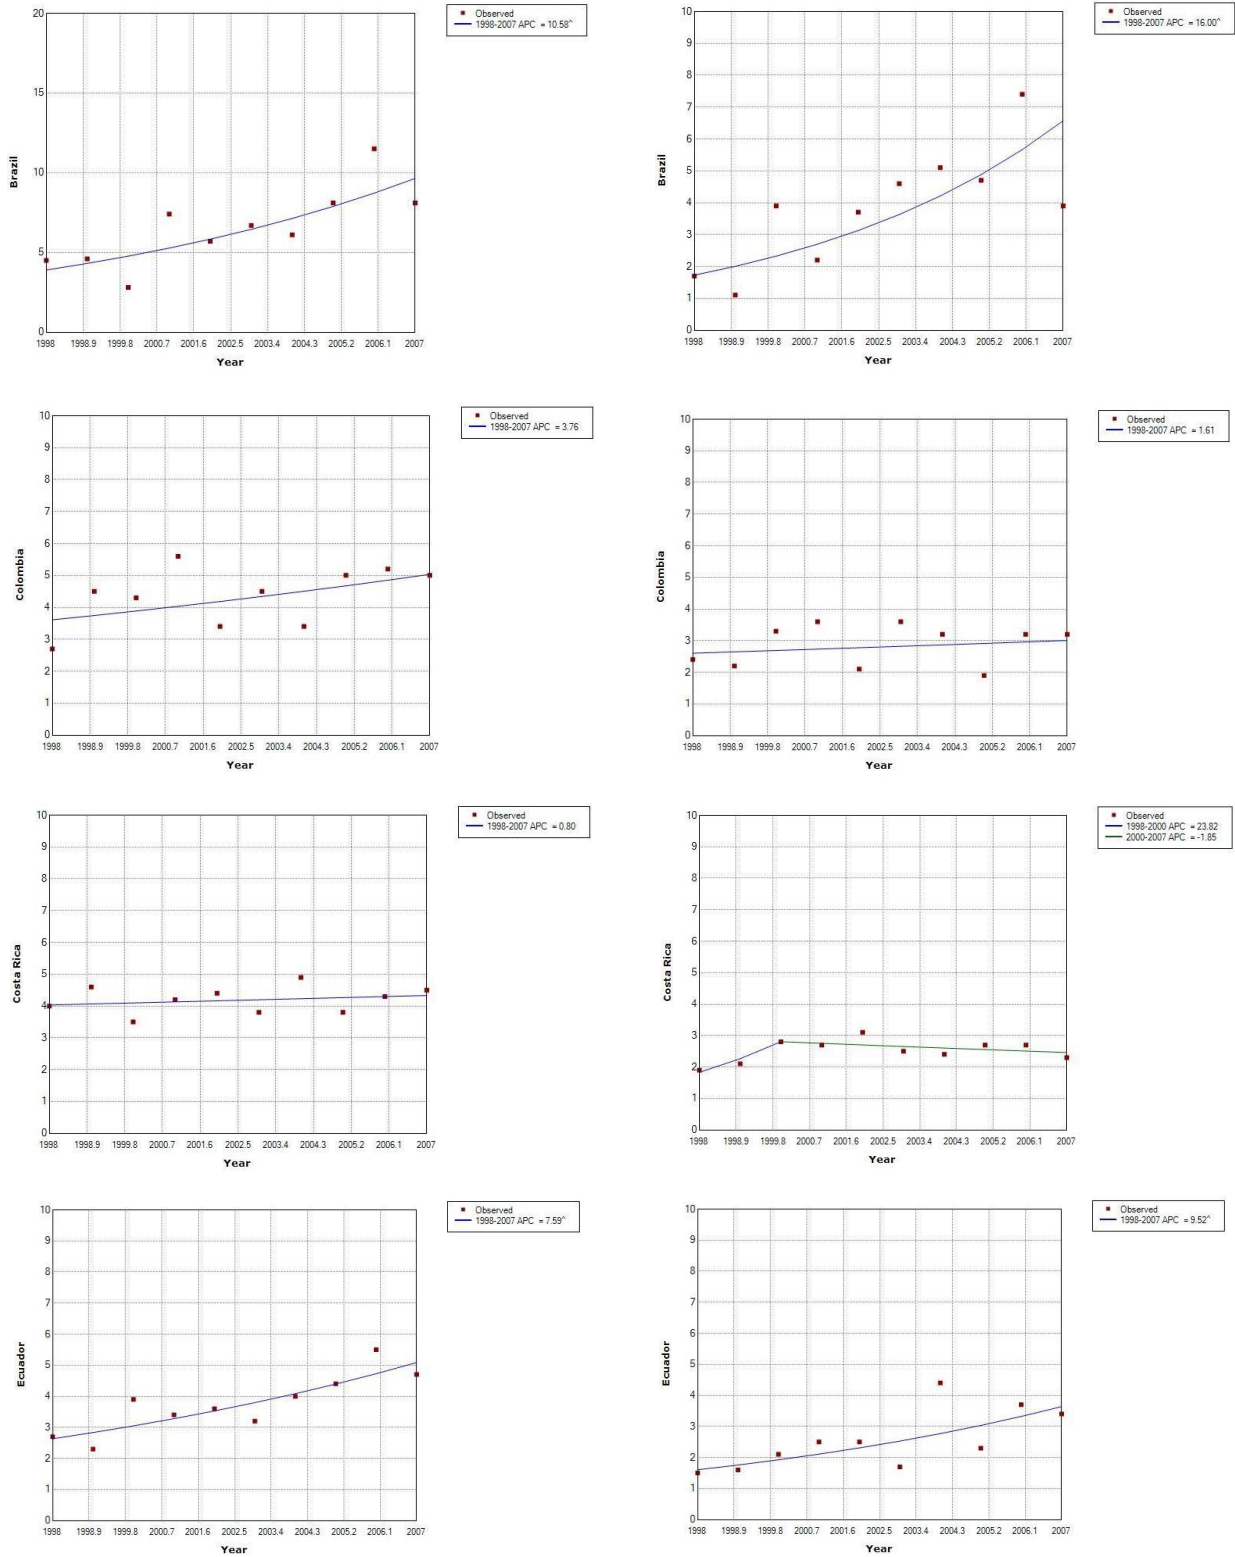 20
15
10
5
0
Brazil
1998 1998.9 1999.8 2000.7 2001.6 2002.5 2003.4 2004.3 2005.2 2006.1 2007
Year
Observed
1998-2007 APC = 10.58^
10
9
8
7
6
5
4
3
2
1
0
Brazil
1998 1998.9 1999.8 2000.7 2001.6 2002.5 2003.4 2004.3 2005.2 2006.1 2007
Year
Observed
1998-2007 APC = 16.00^
10
9
8
7
6
5
4
3
2
1
0
Colombia
1998 1998.9 1999.8 2000.7 2001.6 2002.5 2003.4 2004.3 2005.2 2006.1 2007
Year
Observed
1998-2007 APC = 3.76
10
9
8
7
6
5
4
3
2
1
0
Colombia
1998 1998.9 1999.8 2000.7 2001.6 2002.5 2003.4 2004.3 2005.2 2006.1 2007
Year
Observed
1998-2007 APC = 1.61
10
9
8
7
6
5
4
3
2
1
0
Costa Rica
1998 1998.9 1999.8 2000.7 2001.6 2002.5 2003.4 2004.3 2005.2 2006.1 2007
Year
Observed
1998-2007 APC = 0.80
10
9
8
7
6
5
4
3
2
1
0
Costa Rica
1998 1998.9 1999.8 2000.7 2001.6 2002.5 2003.4 2004.3 2005.2 2006.1 2007
Year
Observed
1998-2000 APC = 23.82
2000-2007 APC = -1.85
10
9
8
7
6
5
4
3
2
1
0
Ecuador
1998 1998.9 1999.8 2000.7 2001.6 2002.5 2003.4 2004.3 2005.2 2006.1 2007
Year
Observed
1998-2007 APC = 7.59^
10
9
8
7
6
5
4
3
2
1
0
Ecuador
1998 1998.9 1999.8 2000.7 2001.6 2002.5 2003.4 2004.3 2005.2 2006.1 2007
Year
Observed
1998-2007 APC = 9.52^